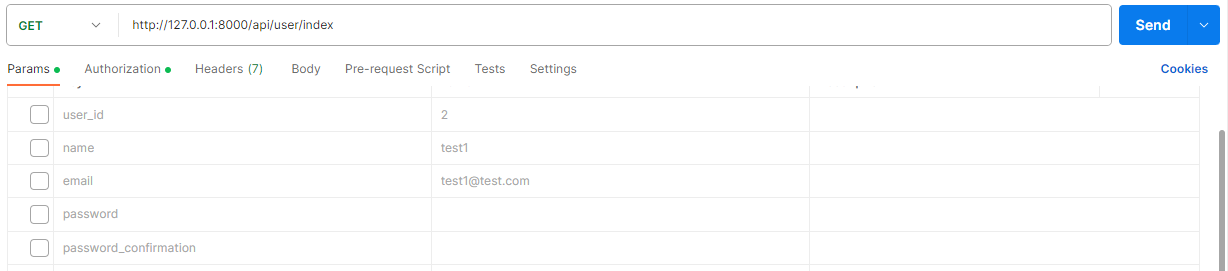 GET http://127.0.0.1:8000/api/user/index Send
Params Authorization Headers (7) Body Pre-request Script Tests Settings Cookies
user_id 2
name test1
email test1@test.com
password
password_confirmation